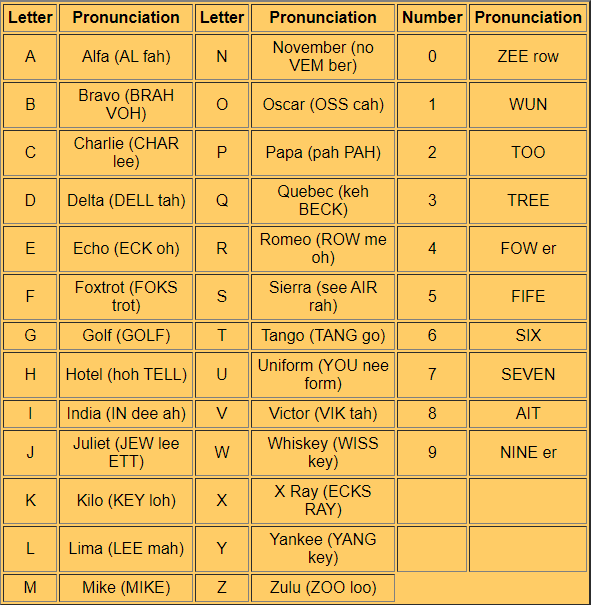 Letter Pronunciation Letter Pronunciation Number Pronunciation
A Alfa (AL fah) N November (no VEM ber) 0 ZEE row
B Bravo (BRAH VOH) O Oscar (OSS cah) 1 WUN
C Charlie (CHAR lee) P Papa (pah PAH) 2 TOO
D Delta (DELL tah) Q Quebec (keh BECK) 3 TREE
E Echo (ECK oh) R Romeo (ROW me oh) 4 FOW er
F Foxtrot (FOKS trot) S Sierra (see AIR rah) 5 FIFE
G Golf (GOLF) T Tango (TANG go) 6 SIX
H Hotel (hoh TELL) U Uniform (YOU nee form) 7 SEVEN
I India (IN dee ah) V Victor (VIK tah) 8 AIT
J Juliet (JEW lee ETT) W Whiskey (WISS key) 9 NINE er
K Kilo (KEY loh) X X Ray (ECKS RAY)
L Lima (LEE mah) Y Yankee (YANG key)
M Mike (MIKE) Z Zulu (ZOO loo)